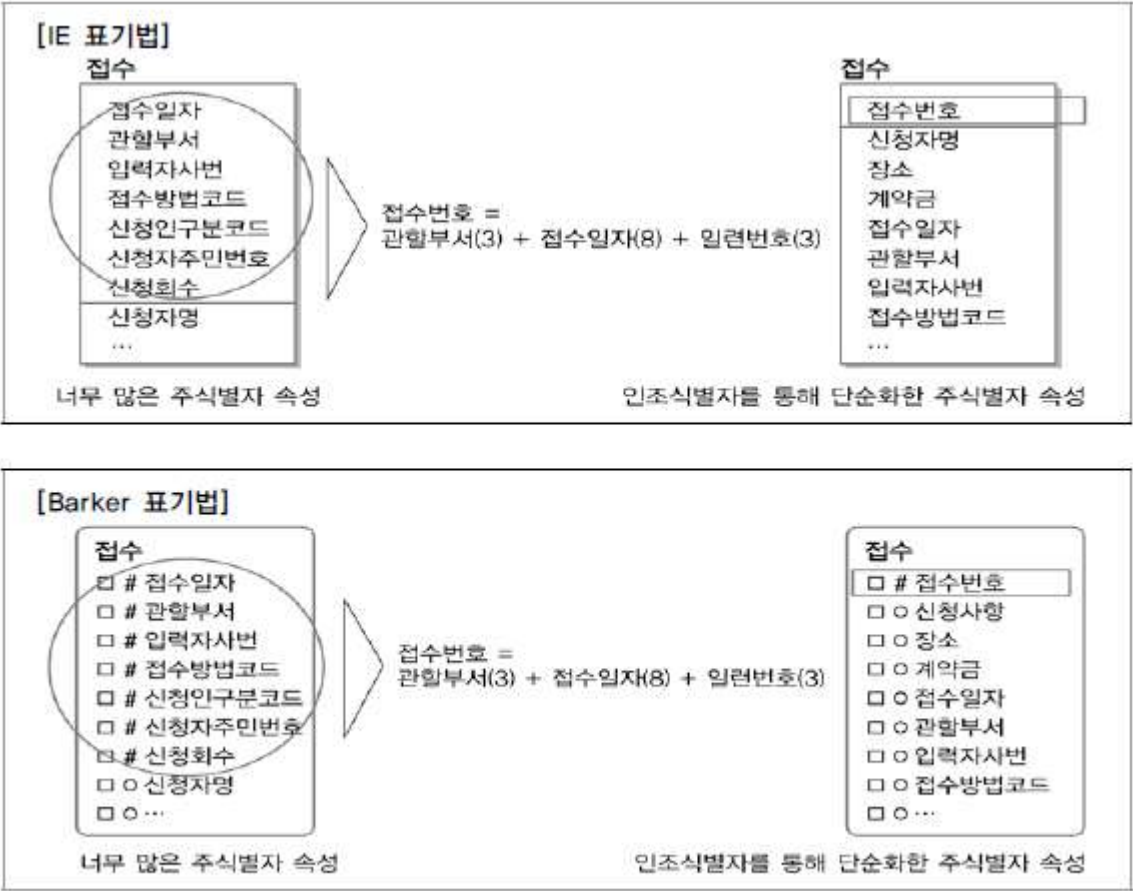 [IE 표기법]
접수
접수일자
관할부서
입력자사번
접수방법코드
신청인구분코드
신청자주민번호
신청회수
신청자명
...
너무 많은 주식별자 속성
접수번호 =
관할부서(3) + 접수일자(8) + 일련번호(3)
접수
접수번호
신청자명
장소
계약금
접수일자
관할부서
입력자사번
접수방법코드
...
인조식별자를 통해 단순화한 주식별자 속성
[Barker 표기법]
접수
□ # 접수일자
□ # 관할부서
□ # 입력자사번
□ # 접수방법코드
□ # 신청인구분코드
□ # 신청자주민번호
□ # 신청회수
□ ○ 신청자명
□ ○ ...
너무 많은 주식별자 속성
접수번호 =
관할부서(3) + 접수일자(8) + 일련번호(3)
접수
□ # 접수번호
□ ○ 신청사항
□ ○ 장소
□ ○ 계약금
□ ○ 접수일자
□ ○ 관할부서
□ ○ 입력자사번
□ ○ 접수방법코드
□ ○ ...
인조식별자를 통해 단순화한 주식별자 속성